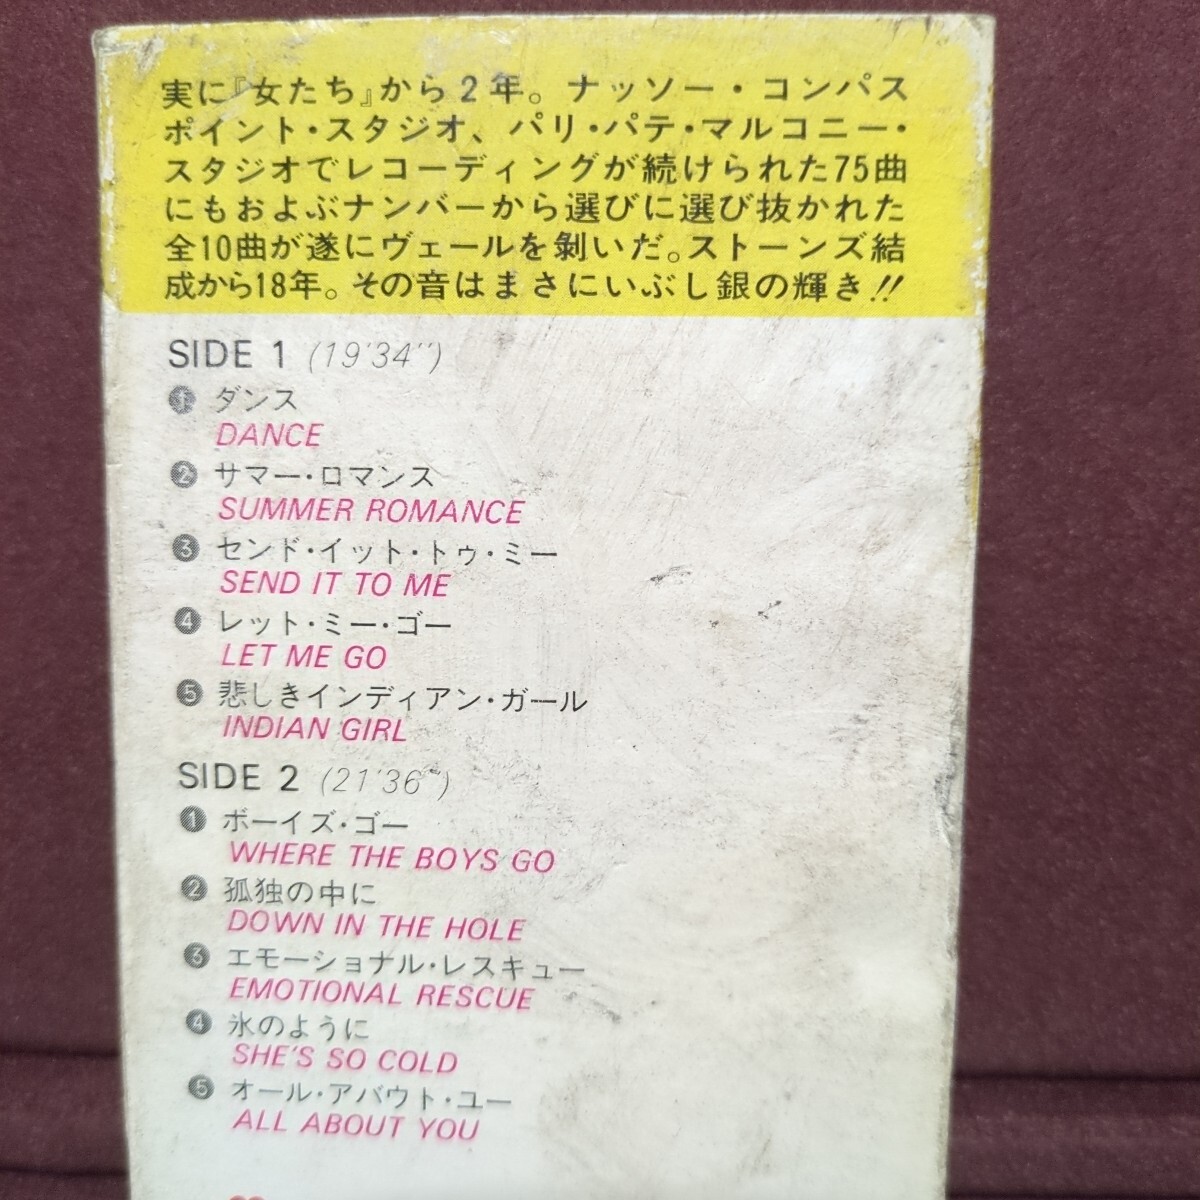 実に『女たち』から2年。ナッソー・コンパス
ポイント・スタジオ、パリ・パテ・マルコニー・
スタジオでレコーディングが続けられた75曲
にもおよぶナンバーから選びに選び抜かれた
全10曲が遂にヴェールを剝いだ。ストーンズ結
成から18年。その音はまさにいぶし銀の輝き!!
SIDE 1 (19'34'')
❶ ダンス
DANCE
❷ サマー・ロマンス
SUMMER ROMANCE
❸ センド・イット・トゥ・ミー
SEND IT TO ME
❹ レット・ミー・ゴー
LET ME GO
❺ 悲しきインディアン・ガール
INDIAN GIRL
SIDE 2 (21'36'')
❶ ボーイズ・ゴー
WHERE THE BOYS GO
❷ 孤独の中に
DOWN IN THE HOLE
❸ エモーショナル・レスキュー
EMOTIONAL RESCUE
❹ 氷のように
SHE'S SO COLD
❺ オール・アバウト・ユー
ALL ABOUT YOU